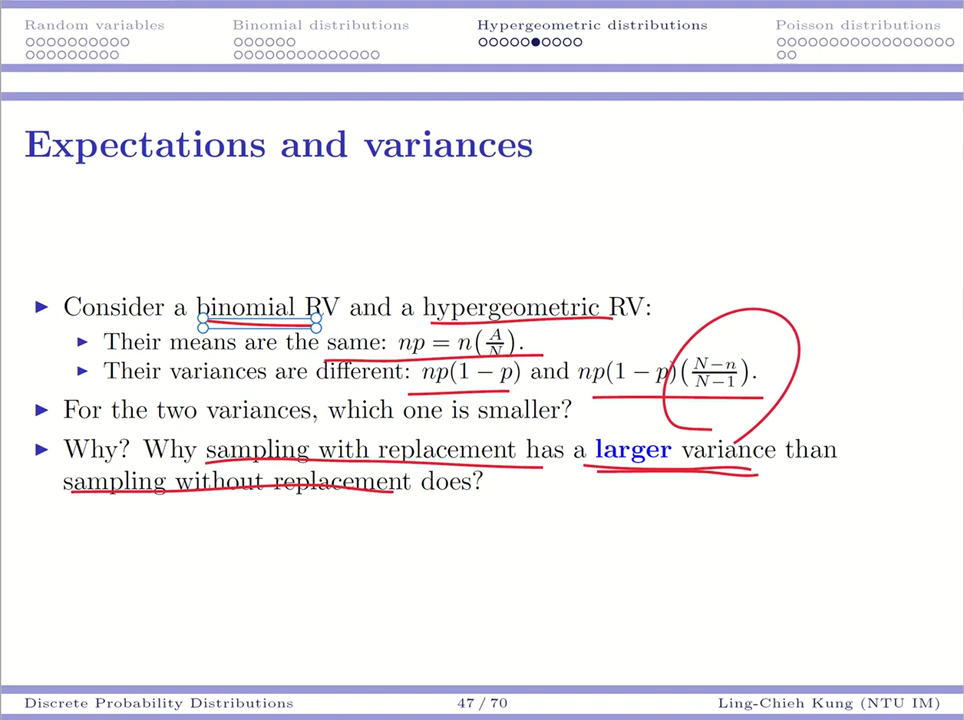 Random variables Binomial distributions Hypergeometric distributions Poisson distributions
Expectations and variances
Consider a binomial RV and a hypergeometric RV:
Their means are the same: np = n(A/N).
Their variances are different: np(1 − p) and np(1 − p)(N−n/N−1).
For the two variances, which one is smaller?
Why? Why sampling with replacement has a larger variance than
sampling without replacement does?
Discrete Probability Distributions 47 / 70 Ling-Chieh Kung (NTU IM)